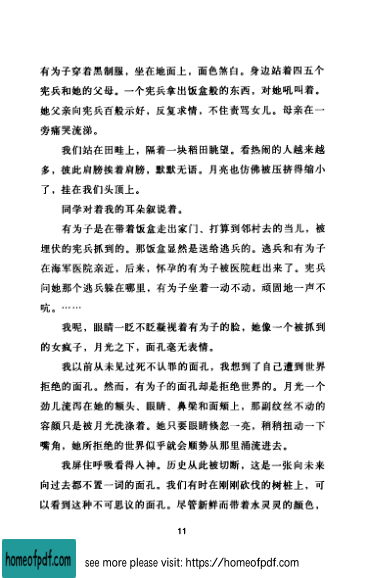 有为子穿着黑制服，坐在地面上，面色煞白。身边站着四五个
宪兵和她的父母。一个宪兵拿出饭盒般的东西，对她吼叫着。
她父亲向宪兵百般示好，反复求情，不住责骂女儿。母亲在一
旁痛哭流涕。
我们站在田畦上，隔着一块稻田眺望。看热闹的人越来越
多，彼此肩膀挨着肩膀，默默无语。月亮也仿佛被压挤得缩小
了，挂在我们头顶上。
同学对着我的耳朵叙说着。
有为子是在带着饭盒走出家门、打算到邻村去的当儿，被
埋伏的宪兵抓到的。那饭盒显然是送给逃兵的。逃兵和有为子
在海军医院亲近，后来，怀孕的有为子被医院赶出来了。宪兵
问她那个逃兵躲在哪里，有为子坐着一动不动，顽固地一声不
吭。……
我呢，眼睛一眨不眨凝视着有为子的脸，她像一个被抓到
的女疯子，月光之下，面孔毫无表情。
我以前从未见过死不认罪的面孔，我想到了自己遭到世界
拒绝的面孔。然而，有为子的面孔却是拒绝世界的。月光一个
劲儿流泻在她的额头、眼睛、鼻梁和面颊上，那副纹丝不动的
容颜只是被月光洗涤着。她只要眼睛倏忽一亮，稍稍扭动一下
嘴角，她所拒绝的世界似乎就会顺势从那里涌流进去。
我屏住呼吸看得入神。历史从此被切断，这是一张向未来
向过去都不置一词的面孔。我们有时在刚刚砍伐的树桩上，可
以看到这种不可思议的面孔。尽管新鲜而带着水灵灵的颜色，
11
homeofpdf.com
see more please visit: https://homeofpdf.com